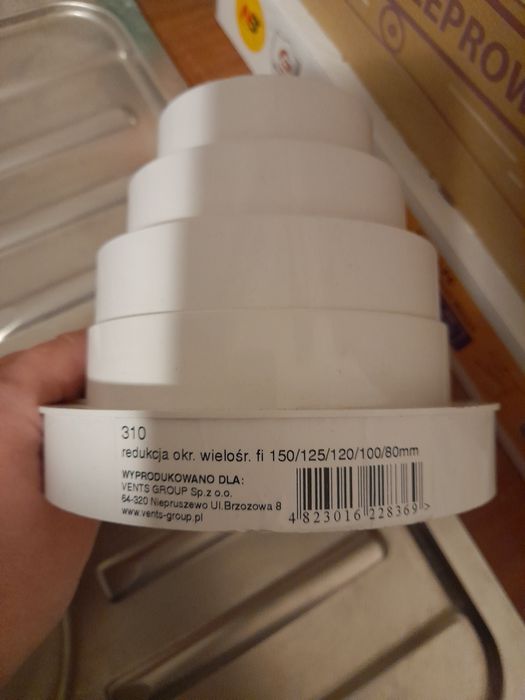 310
redukcja okr. wielośr. fi 150/125/120/100/80mm
WYPRODUKOWANO DLA:
VENTS GROUP Sp.z o.o.
64-320 Niepruszewo Ul.Brzozowa 8
www.vents-group.pl
4 823016 228369 >